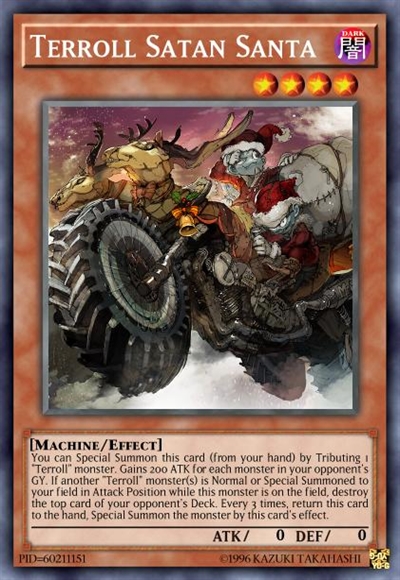 TERROLL SATAN SANTA
DARK
闇
[MACHINE/EFFECT]
You can Special Summon this card (from your hand) by Tributing 1
"Terroll" monster. Gains 200 ATK for each monster in your opponent's
GY. If another "Terroll" monster(s) is Normal or Special Summoned to
your field in Attack Position while this monster is on the field, destroy
the top card of your opponent's Deck. Every 3 times, return this card
to the hand, Special Summon the monster by this card's effect.
ATK/ 0 DEF/ 0
PID=60211151 ©1996 KAZUKI TAKAHASHI